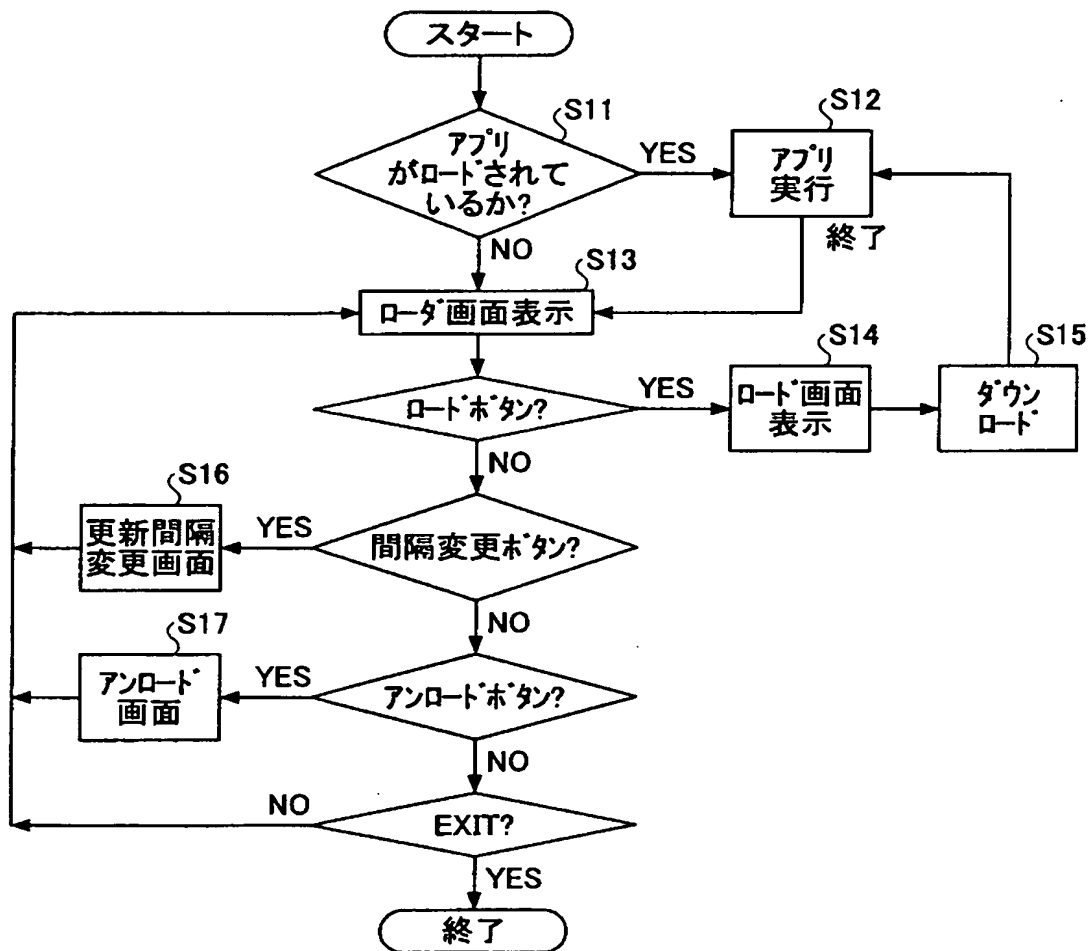 スタート
S11
アプリ
がロードされて
いるか?
YES
S12
アプリ
実行
終了
NO
S13
ローダ画面表示
ロードボタン?
YES
S14
ロード画面
表示
S15
ダウン
ロード
NO
S16
更新間隔
変更画面
YES
間隔変更ボタン?
NO
S17
アンロード
画面
YES
アンロードボタン?
NO
NO
EXIT?
YES
終了